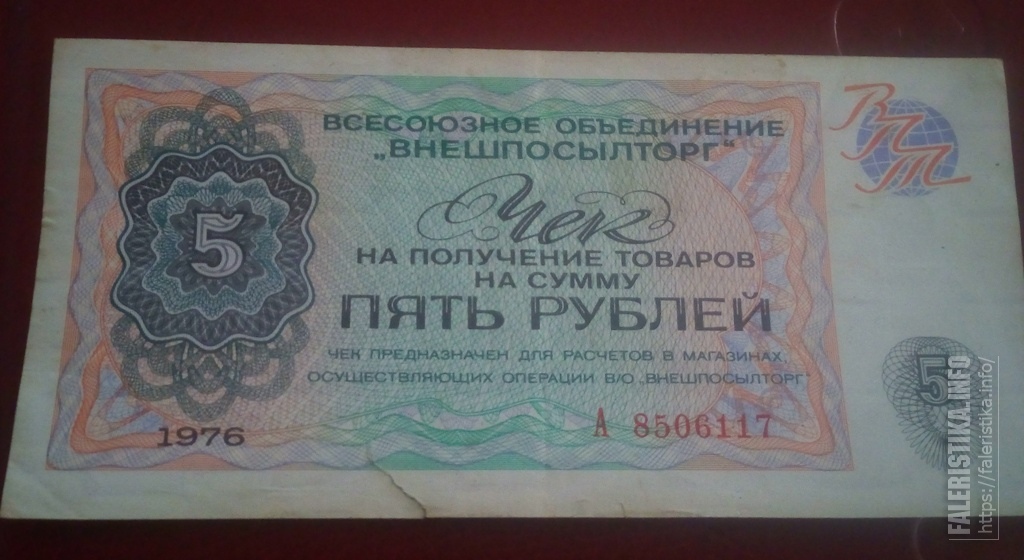 ВСЕСОЮЗНОЕ ОБЪЕДИНЕНИЕ
„ВНЕШПОСЫЛТОРГ“
ВПТ
Чек
НА ПОЛУЧЕНИЕ ТОВАРОВ
НА СУММУ
ПЯТЬ РУБЛЕЙ
5
ЧЕК ПРЕДНАЗНАЧЕН ДЛЯ РАСЧЕТОВ В МАГАЗИНАХ,
ОСУЩЕСТВЛЯЮЩИХ ОПЕРАЦИИ В/О „ВНЕШПОСЫЛТОРГ“
1976
А 8506117
5
FALERISTIKA.INFO
https://faleristika.info/